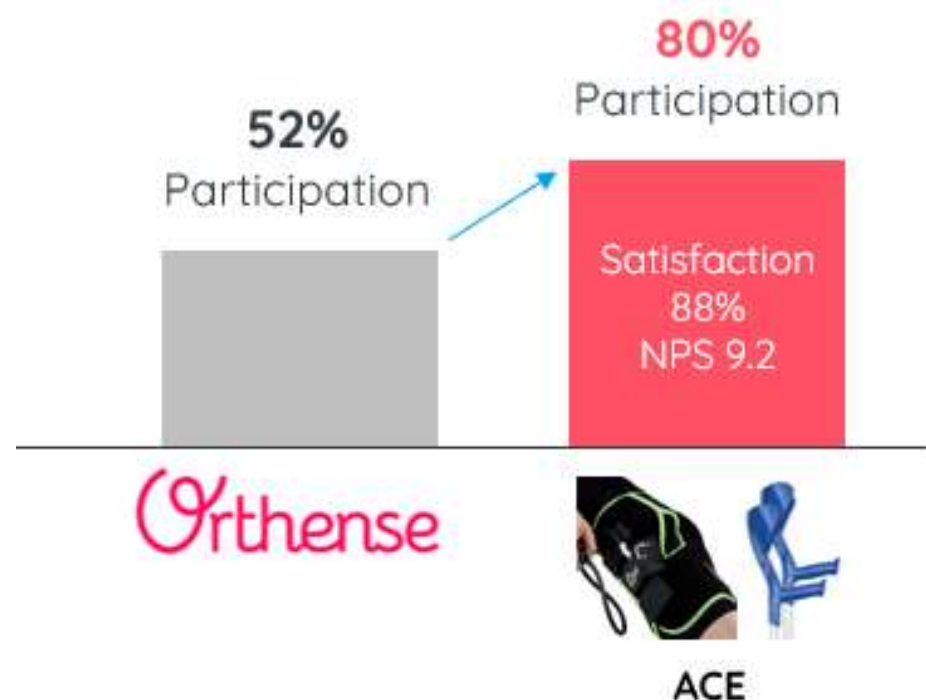 80%
Participation
52%
Participation
Satisfaction
88%
NPS 9.2
Orthense
ACE